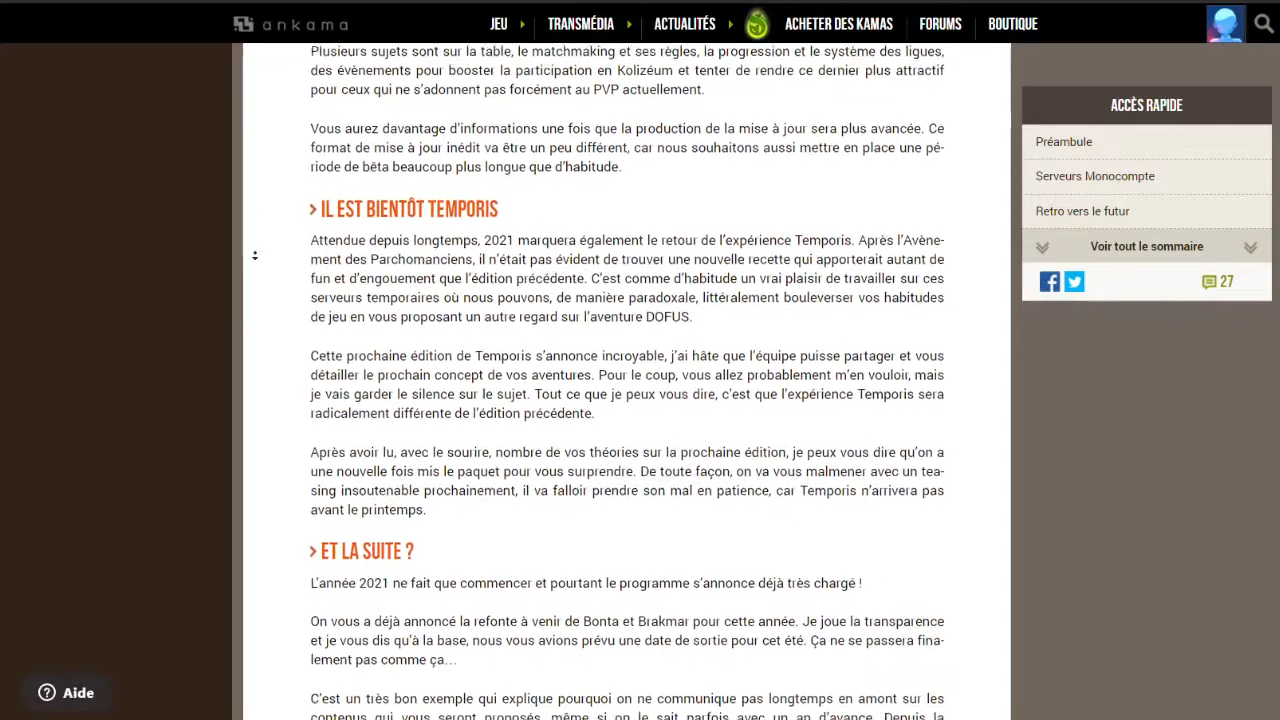 ankama
JEU
TRANSMÉDIA
ACTUALITÉS
ACHETER DES KAMAS
FORUMS
BOUTIQUE
Plusieurs sujets sont sur la table, le matchmaking et ses règles, la progression et le système des ligues,
des évènements pour booster la participation en Kolizéum et tenter de rendre ce dernier plus attractif
pour ceux qui ne s'adonnent pas forcément au PVP actuellement.
Vous aurez davantage d'informations une fois que la production de la mise à jour sera plus avancée. Ce
format de mise à jour inédit va être un peu différent, car nous souhaitons aussi mettre en place une pé-
riode de bêta beaucoup plus longue que d'habitude.
> IL EST BIENTÔT TEMPORIS
Attendue depuis longtemps, 2021 marquera également le retour de l'expérience Temporis. Après l'Avène-
ment des Parchomanciens, il n'était pas évident de trouver une nouvelle recette qui apporterait autant de
fun et d'engouement que l'édition précédente. C'est comme d'habitude un vrai plaisir de travailler sur ces
serveurs temporaires où nous pouvons, de manière paradoxale, littéralement bouleverser vos habitudes
de jeu en vous proposant un autre regard sur l'aventure DOFUS.
Cette prochaine édition de Temporis s'annonce incroyable, j'ai hâte que l'équipe puisse partager et vous
détailler le prochain concept de vos aventures. Pour le coup, vous allez probablement m'en vouloir, mais
je vais garder le silence sur le sujet. Tout ce que je peux vous dire, c'est que l'expérience Temporis sera
radicalement différente de l'édition précédente.
Après avoir lu, avec le sourire, nombre de vos théories sur la prochaine édition, je peux vous dire qu'on a
une nouvelle fois mis le paquet pour vous surprendre. De toute façon, on va vous malmener avec un tea-
sing insoutenable prochainement, il va falloir prendre son mal en patience, car Temporis n'arrivera pas
avant le printemps.
> ET LA SUITE ?
L'année 2021 ne fait que commencer et pourtant le programme s'annonce déjà très chargé !
On vous a déjà annoncé la refonte à venir de Bonta et Brakmar pour cette année. Je joue la transparence
et je vous dis qu'à la base, nous vous avions prévu une date de sortie pour cet été. Ça ne se passera fina-
lement pas comme ça…
C'est un très bon exemple qui explique pourquoi on ne communique pas longtemps en amont sur les
contenus qui vous seront proposés, même si on le sait parfois avec un an d'avance. Depuis la
ACCÈS RAPIDE
Préambule
Serveurs Monocompte
Retro vers le futur
Voir tout le sommaire
27
? Aide